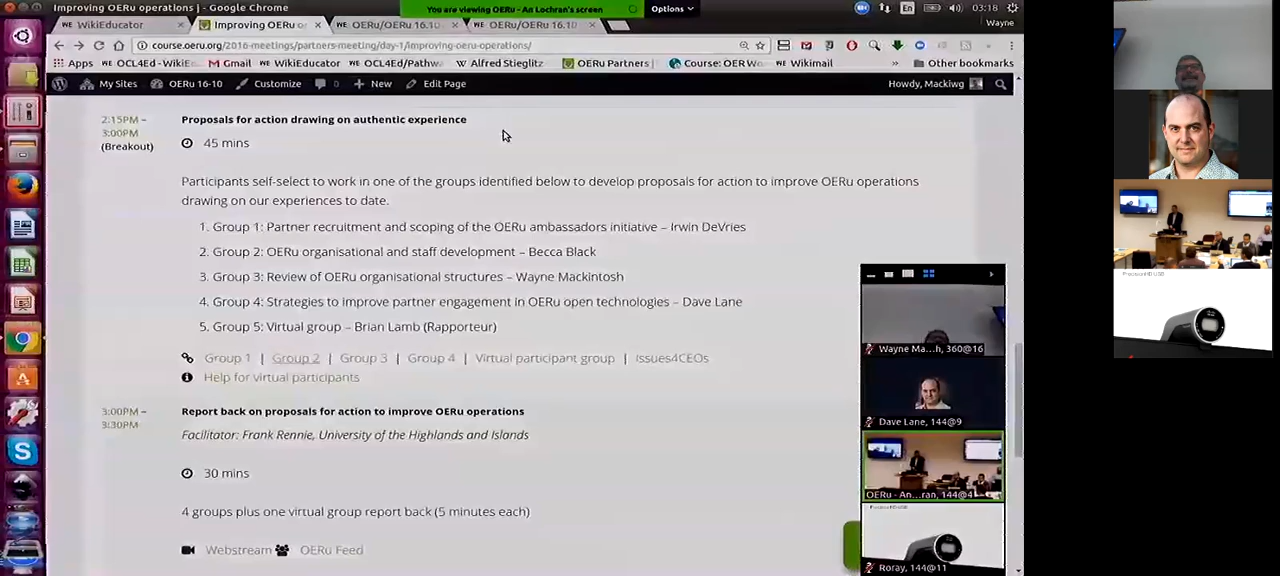 Improving OERu operations | - Google Chrome
You are viewing OERu - An Lochran's screen
Options
En
03:18
WikiEducator
Improving OERu o
OERu/OERu 16.10
OERu/OERu 16.10
Wayne
course.oeru.org/2016-meetings/partners-meeting/day-1/improving-oeru-operations/
Apps
OCL4Ed - WikiE
Gmail
WikiEducator
OCL4Ed/Pathw
Alfred Stieglitz
OERu Partners |
Course: OER Wo
Wikimail
Other bookmarks
My Sites
OERu 16-10
Customize
0
New
Edit Page
Howdy, Mackiwg
2:15PM –
3:00PM
(Breakout)
Proposals for action drawing on authentic experience
45 mins
Participants self-select to work in one of the groups identified below to develop proposals for action to improve OERu operations
drawing on our experiences to date.
1. Group 1: Partner recruitment and scoping of the OERu ambassadors initiative – Irwin DeVries
2. Group 2: OERu organisational and staff development – Becca Black
3. Group 3: Review of OERu organisational structures – Wayne Mackintosh
4. Group 4: Strategies to improve partner engagement in OERu open technologies – Dave Lane
5. Group 5: Virtual group – Brian Lamb (Rapporteur)
Group 1 | Group 2 | Group 3 | Group 4 | Virtual participant group | Issues4CEOs
Help for virtual participants
3:00PM –
3:30PM
Report back on proposals for action to improve OERu operations
Facilitator: Frank Rennie, University of the Highlands and Islands
30 mins
4 groups plus one virtual group report back (5 minutes each)
Webstream
OERu Feed
Wayne Ma...h, 360@16
Dave Lane, 144@9
OERu - An...ran, 144@4
Roray, 144@11